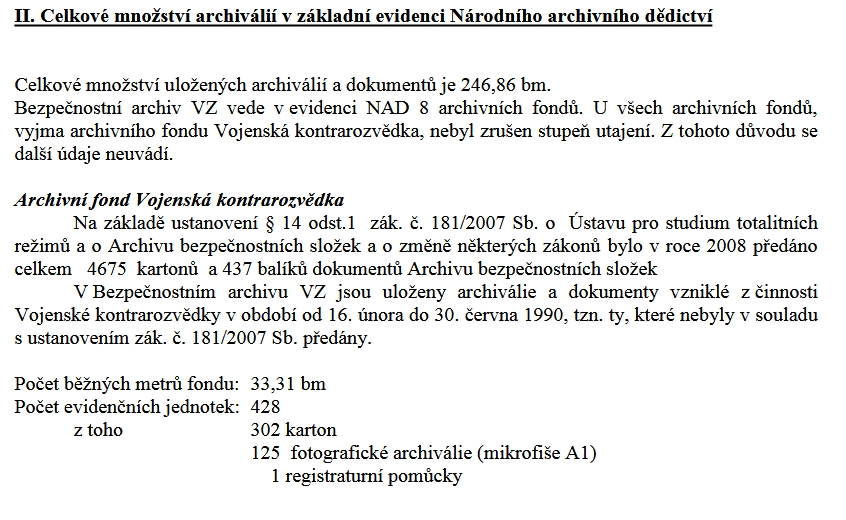 II. Celkové množství archiválií v základní evidenci Národního archivního dědictví
Celkové množství uložených archiválií a dokumentů je 246,86 bm.
Bezpečnostní archiv VZ vede v evidenci NAD 8 archivních fondů. U všech archivních fondů,
vyjma archivního fondu Vojenská kontrarozvědka, nebyl zrušen stupeň utajení. Z tohoto důvodu se
další údaje neuvádí.
Archivní fond Vojenská kontrarozvědka
Na základě ustanovení § 14 odst.1 zák. č. 181/2007 Sb. o Ústavu pro studium totalitních
režimů a o Archivu bezpečnostních složek a o změně některých zákonů bylo v roce 2008 předáno
celkem 4675 kartonů a 437 balíků dokumentů Archivu bezpečnostních složek
V Bezpečnostním archivu VZ jsou uloženy archiválie a dokumenty vzniklé z činnosti
Vojenské kontrarozvědky v období od 16. února do 30. června 1990, tzn. ty, které nebyly v souladu
s ustanovením zák. č. 181/2007 Sb. předány.
Počet běžných metrů fondu: 33,31 bm
Počet evidenčních jednotek: 428
z toho 302 karton
125 fotografické archiválie (mikrofiše A1)
1 registraturní pomůcky